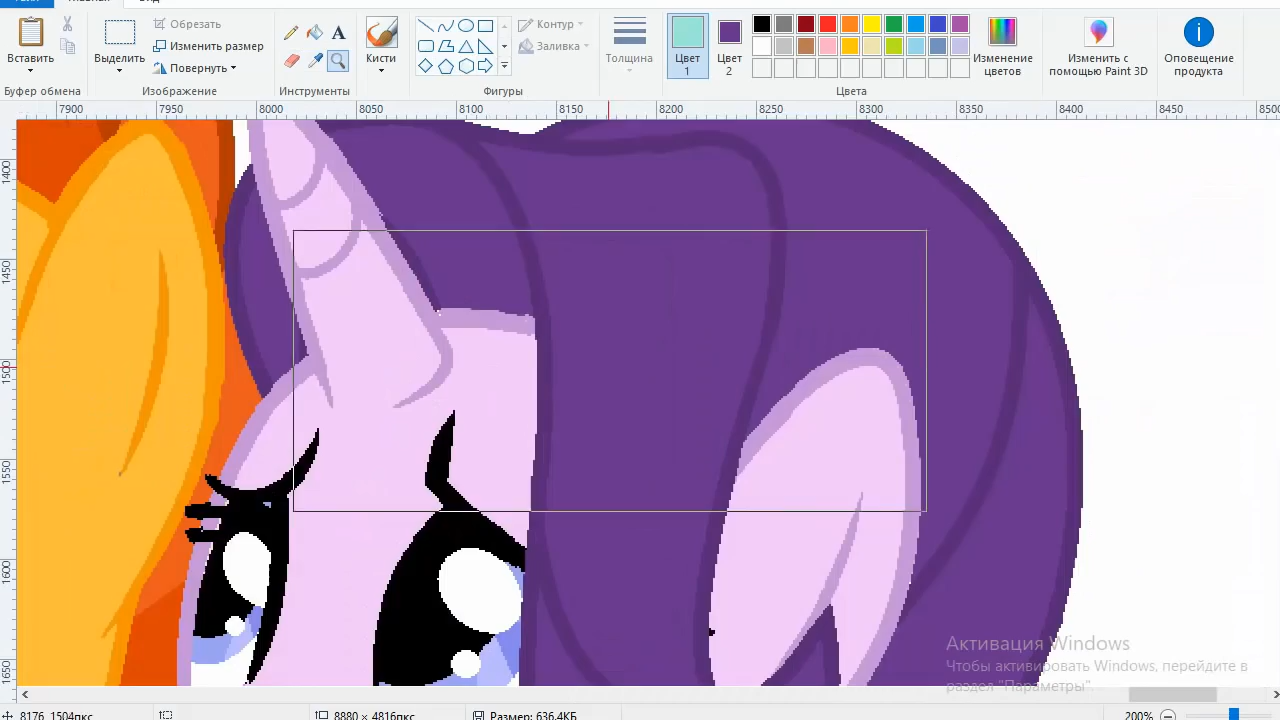 Вставить
Буфер обмена
Выделить
Обрезать
Изменить размер
Повернуть
Изображение
A
Инструменты
Кисти
Контур
Заливка
Фигуры
Толщина
Цвет
1
Цвет
2
Изменение
цветов
Цвета
Изменить с
помощью Paint 3D
Оповещение
продукта
7900 7950 8000 8050 8100 8150 8200 8250 8300 8350 8400 8450 8500
1400
1450
1500
1550
1600
1650
Активация Windows
Чтобы активировать Windows, перейдите в
раздел "Параметры".
8176, 1504пкс
8880 × 4816пкс
Размер: 636,4КБ
200%